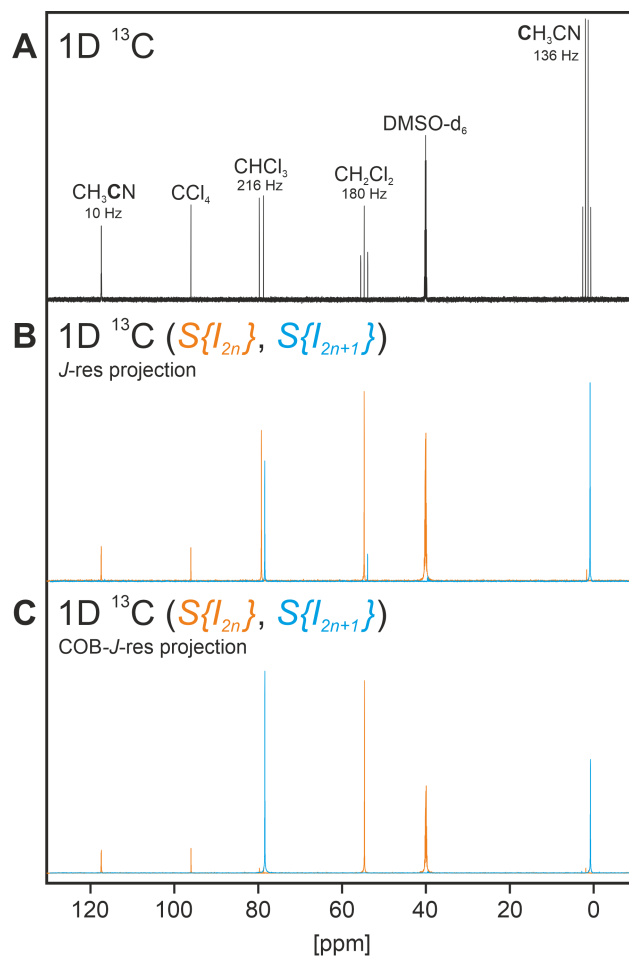 A 1D ¹³C
CH₃CN
136 Hz
DMSO-d₆
CHCl₃
216 Hz
CH₂Cl₂
180 Hz
CH₃CN
10 Hz
CCl₄
B 1D ¹³C (S{I₂ₙ}, S{I₂ₙ₊₁})
J-res projection
C 1D ¹³C (S{I₂ₙ}, S{I₂ₙ₊₁})
COB-J-res projection
120 100 80 60 40 20 0
[ppm]